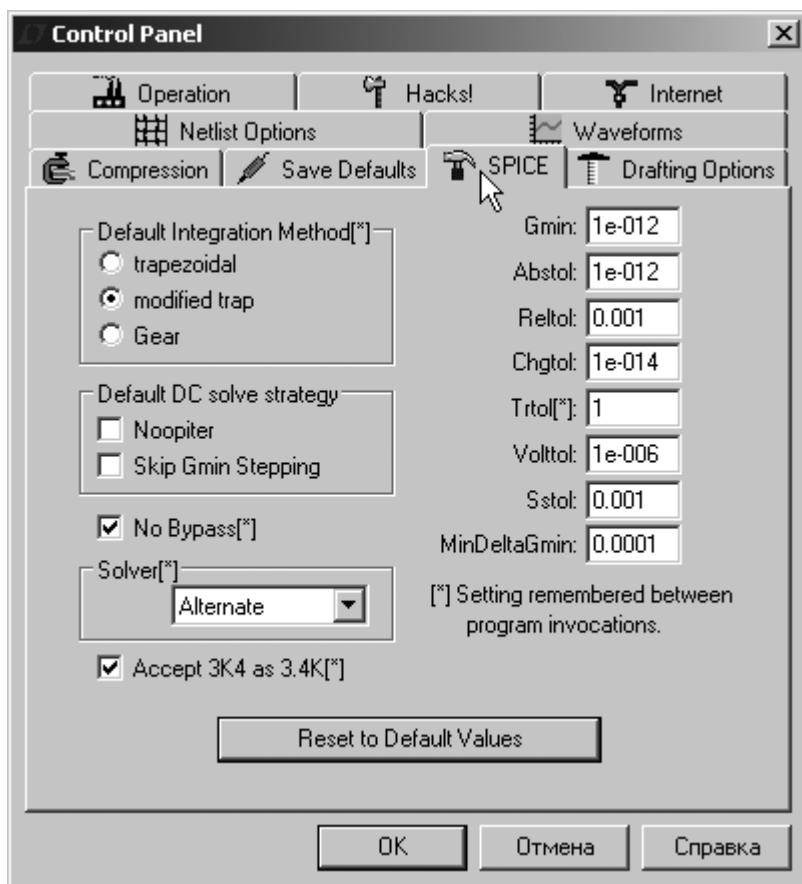 Control Panel
Operation
Hacks!
Internet
Netlist Options
Waveforms
Compression
Save Defaults
SPICE
Drafting Options
Default Integration Method[*]
trapezoidal
modified trap
Gear
Default DC solve strategy
Noopiter
Skip Gmin Stepping
No Bypass[*]
Solver[*]
Alternate
Accept 3K4 as 3.4K[*]
Gmin: 1e-012
Abstol: 1e-012
Reltol: 0.001
Chgtol: 1e-014
Trtol[*]: 1
Volttol: 1e-006
Sstol: 0.001
MinDeltaGmin: 0.0001
[*] Setting remembered between
program invocations.
Reset to Default Values
OK
Отмена
Справка